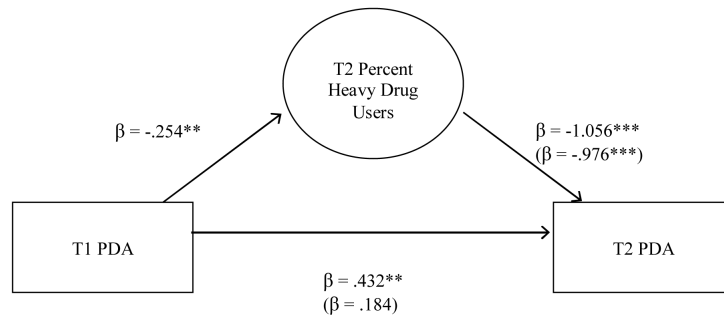 T2 Percent
Heavy Drug
Users
β = -.254**
β = -1.056***
(β = -.976***)
T1 PDA
T2 PDA
β = .432**
(β = .184)